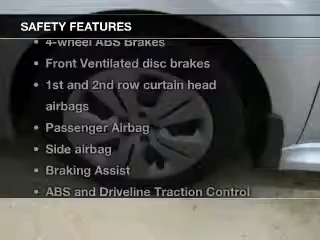 SAFETY FEATURES
• 4-wheel ABS Brakes
• Front Ventilated disc brakes
• 1st and 2nd row curtain head
airbags
• Passenger Airbag
• Side airbag
• Braking Assist
• ABS and Driveline Traction Control